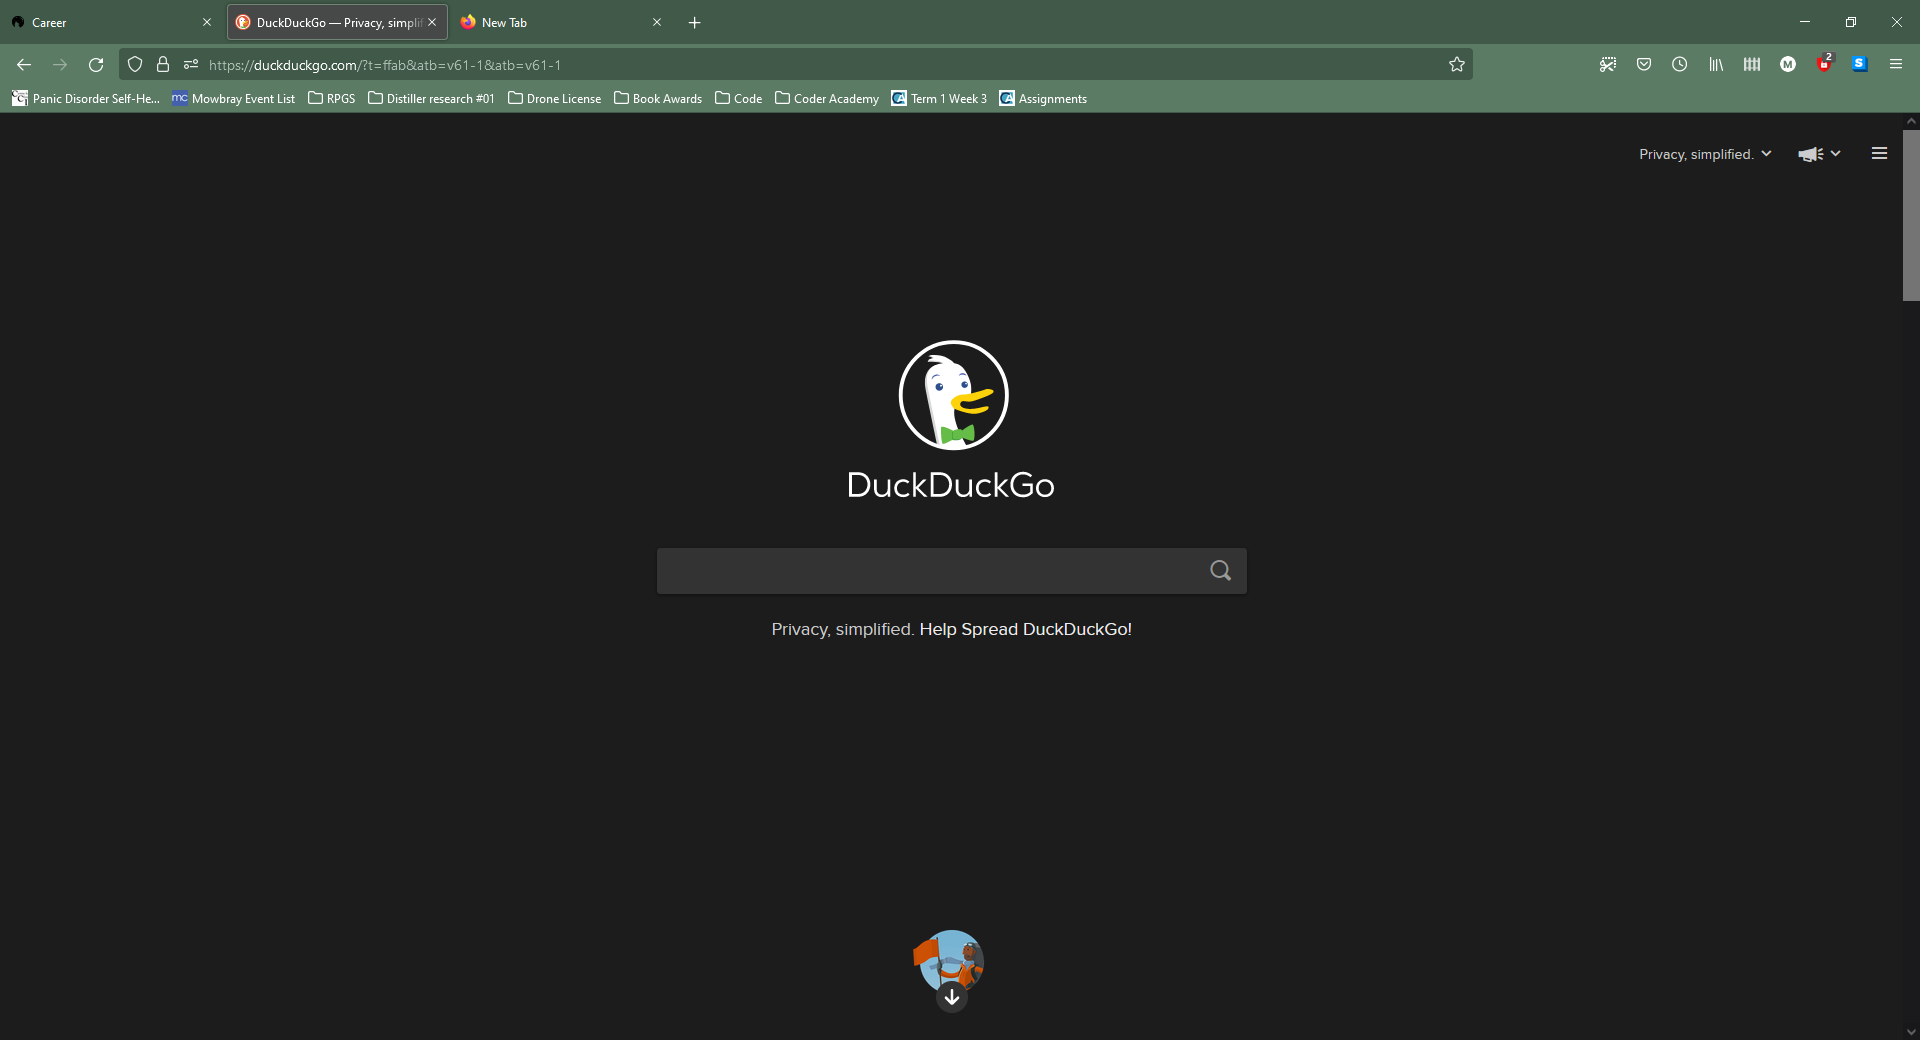 Career
DuckDuckGo — Privacy, simplif
New Tab
https://duckduckgo.com/?t=ffab&atb=v61-1&atb=v61-1
M
2
S
Panic Disorder Self-He...
mc Mowbray Event List
RPGS
Distiller research #01
Drone License
Book Awards
Code
Coder Academy
Term 1 Week 3
Assignments
Privacy, simplified.
DuckDuckGo
Privacy, simplified. Help Spread DuckDuckGo!